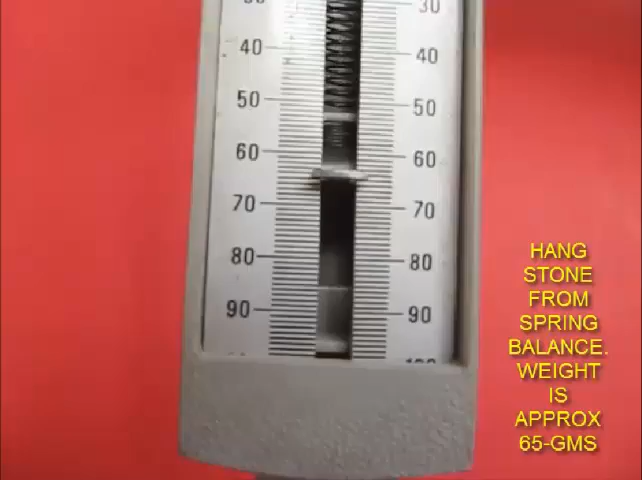 30
40 40
50 50
60 60
70 70
80 80
90 90
HANG
STONE
FROM
SPRING
BALANCE.
WEIGHT
IS
APPROX
65-GMS